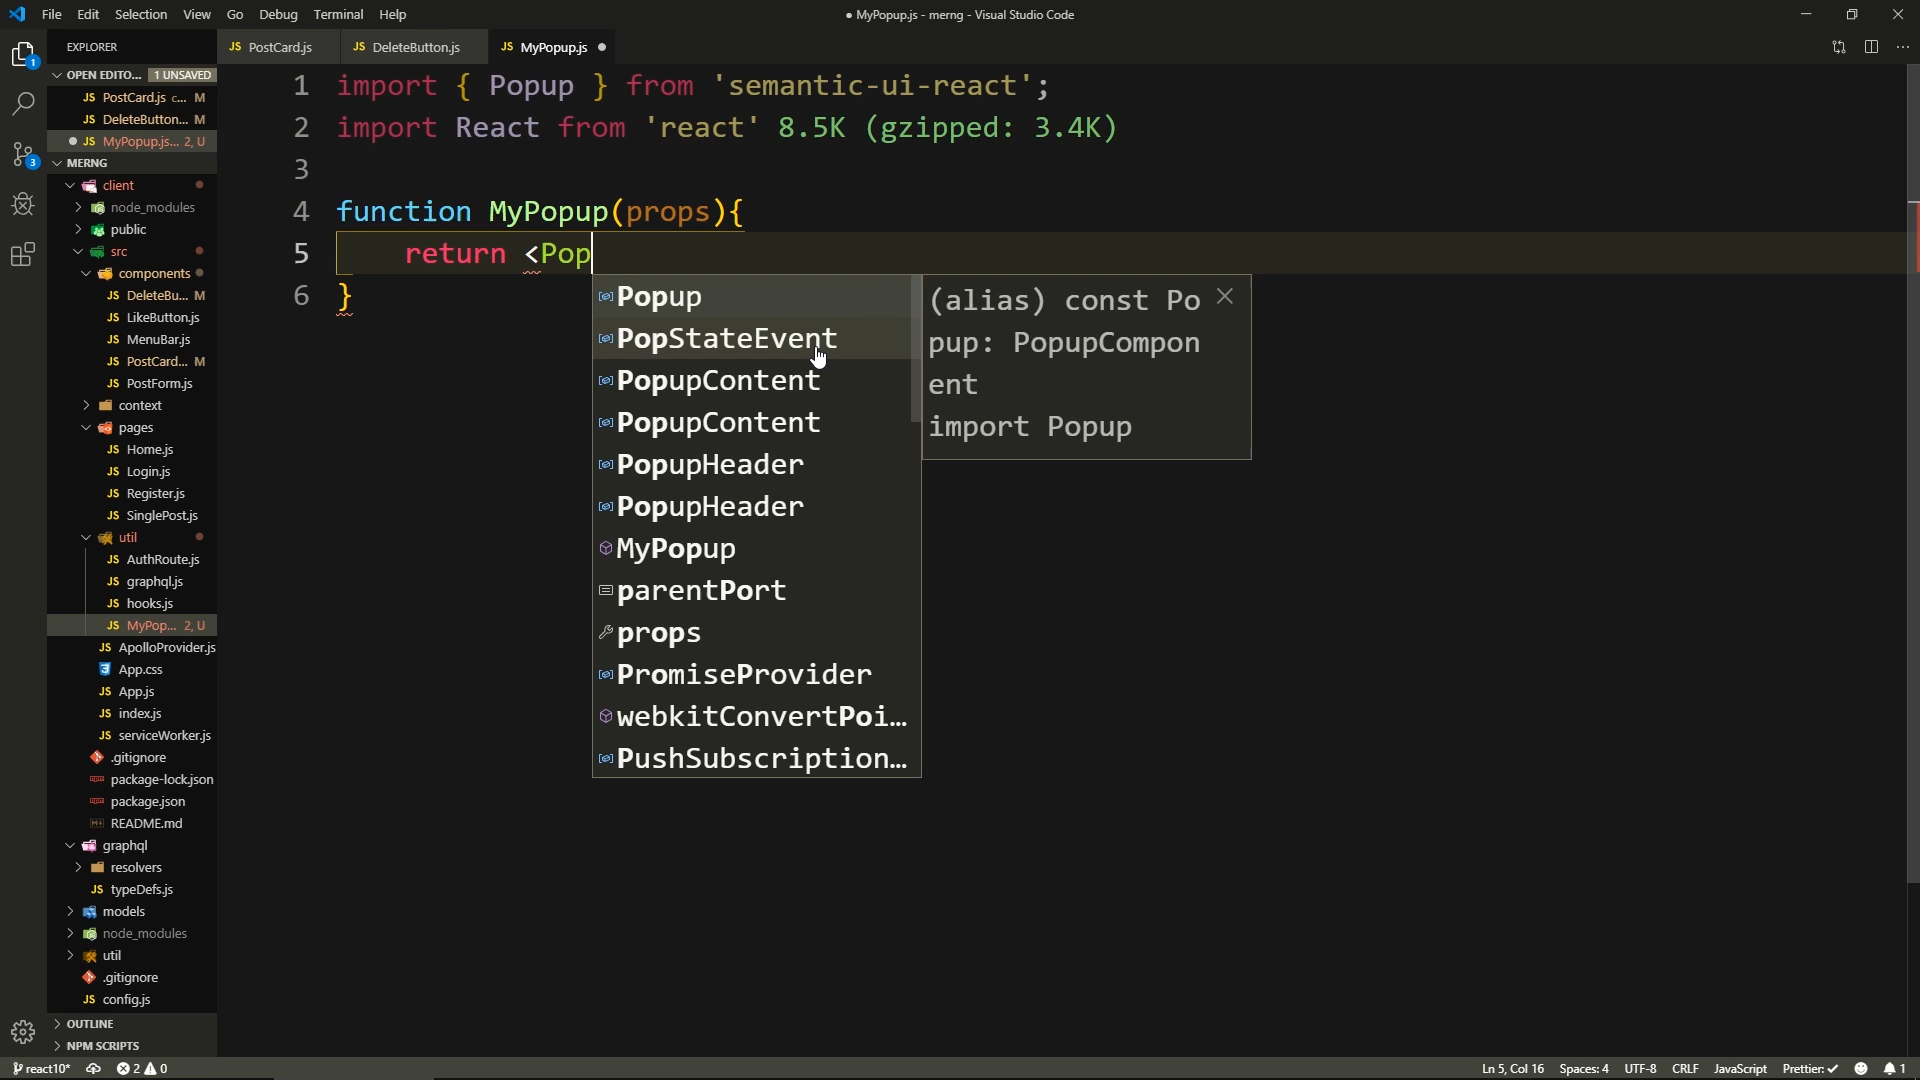 File Edit Selection View Go Debug Terminal Help
● MyPopup.js - merng - Visual Studio Code
EXPLORER
PostCard.js
DeleteButton.js
MyPopup.js ●
OPEN EDITO... 1 UNSAVED
JS PostCard.js c... M
JS DeleteButton... M
● JS MyPopup.js... 2, U
MERNG
client
node_modules
public
src
components
JS DeleteBu... M
JS LikeButton.js
JS MenuBar.js
JS PostCard... M
JS PostForm.js
context
pages
JS Home.js
JS Login.js
JS Register.js
JS SinglePost.js
util
JS AuthRoute.js
JS graphql.js
JS hooks.js
JS MyPop... 2, U
JS ApolloProvider.js
App.css
JS App.js
JS index.js
JS serviceWorker.js
.gitignore
package-lock.json
package.json
README.md
graphql
resolvers
JS typeDefs.js
models
node_modules
util
.gitignore
JS config.js
OUTLINE
NPM SCRIPTS
1 import { Popup } from 'semantic-ui-react';
2 import React from 'react' 8.5K (gzipped: 3.4K)
3
4 function MyPopup(props){
5 return <Pop
6 }
Popup
PopStateEvent
PopupContent
PopupContent
PopupHeader
PopupHeader
MyPopup
parentPort
props
PromiseProvider
webkitConvertPoi...
PushSubscription...
(alias) const Po
pup: PopupCompon
ent
import Popup
react10* 2 0
Ln 5, Col 16 Spaces: 4 UTF-8 CRLF JavaScript Prettier: ✓ 1